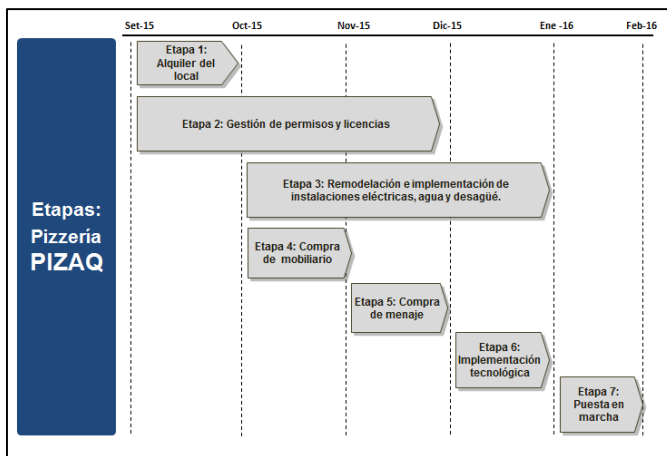 Set-15 Oct-15 Nov-15 Dic-15 Ene -16 Feb-16
Etapa 1:
Alquiler del
local
Etapa 2: Gestión de permisos y licencias
Etapa 3: Remodelación e implementación de
instalaciones eléctricas, agua y desagüé.
Etapas:
Pizzería
PIZAQ
Etapa 4: Compra
de mobiliario
Etapa 5: Compra
de menaje
Etapa 6:
Implementación
tecnológica
Etapa 7:
Puesta en
marcha